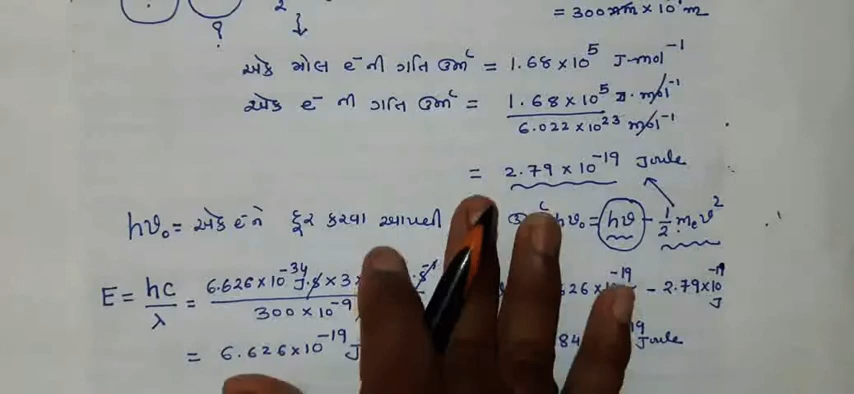 = 300 × 10⁻⁹ m
?
2
એક મોલ e⁻ ની ગતિ ઊર્જા = 1.68 × 10⁵ J·mol⁻¹
એક e⁻ ની ગતિ ઊર્જા = 1.68 × 10⁵ J·mol⁻¹ / 6.022 × 10²³ mol⁻¹
= 2.79 × 10⁻¹⁹ Joule
hν₀ = એક e⁻ ને દૂર કરવા આપવી hν₀ = hν - ½ mₑv²
E = hc/λ = 6.626 × 10⁻³⁴ J·s × 3 × / 300 × 10⁻⁹ - 2.79 × 10⁻¹⁹ J
= 6.626 × 10⁻¹⁹ J Joule